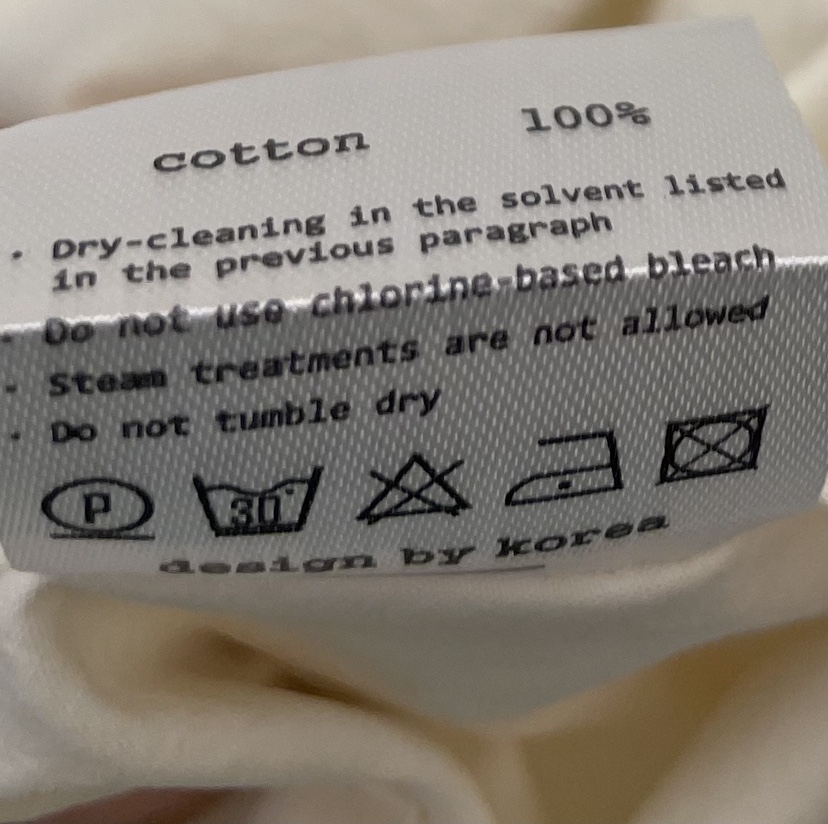 cotton 100%
· Dry-cleaning in the solvent listed
in the previous paragraph
· Do not use chlorine-based bleach
· Steam treatments are not allowed
· Do not tumble dry
P 30°
design by korea